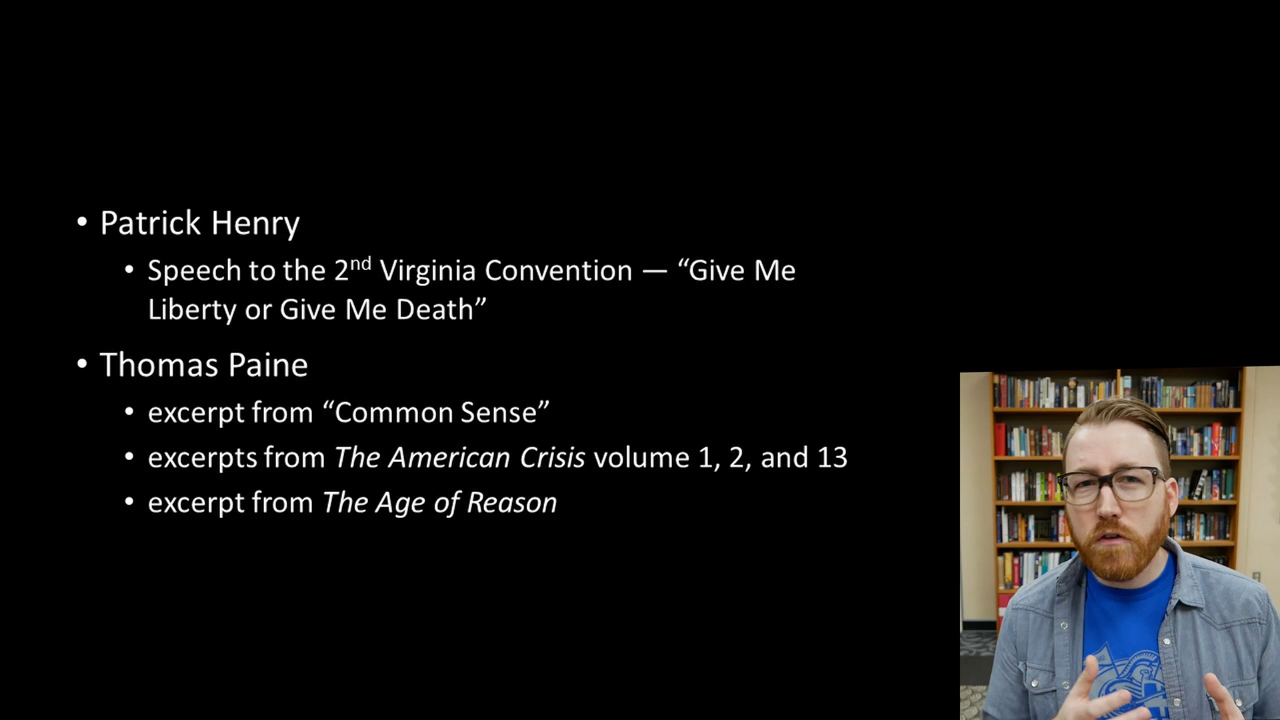 • Patrick Henry
• Speech to the 2nd Virginia Convention — “Give Me
Liberty or Give Me Death”
• Thomas Paine
• excerpt from “Common Sense”
• excerpts from The American Crisis volume 1, 2, and 13
• excerpt from The Age of Reason